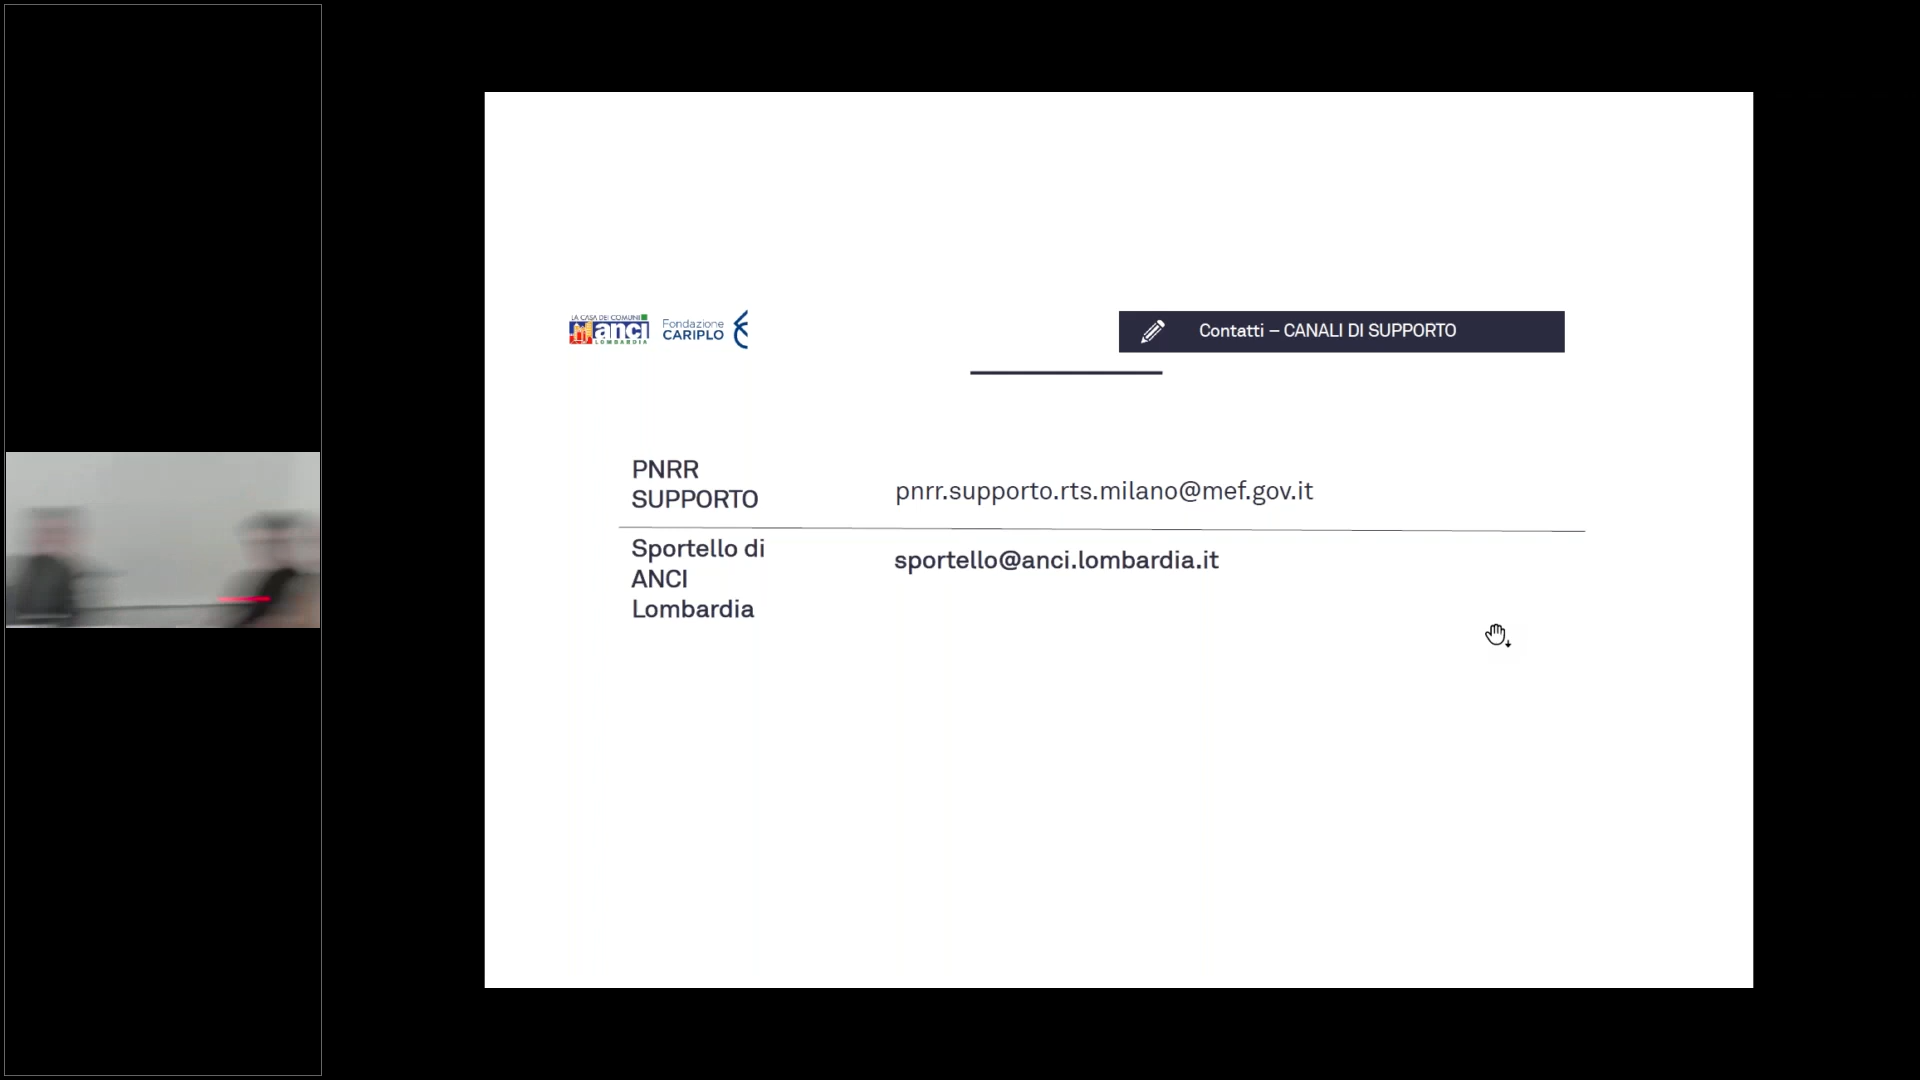 LA CASA DEI COMUNI
anci
LOMBARDIA
Fondazione
CARIPLO
Contatti – CANALI DI SUPPORTO
PNRR
SUPPORTO
pnrr.supporto.rts.milano@mef.gov.it
Sportello di
ANCI
Lombardia
sportello@anci.lombardia.it